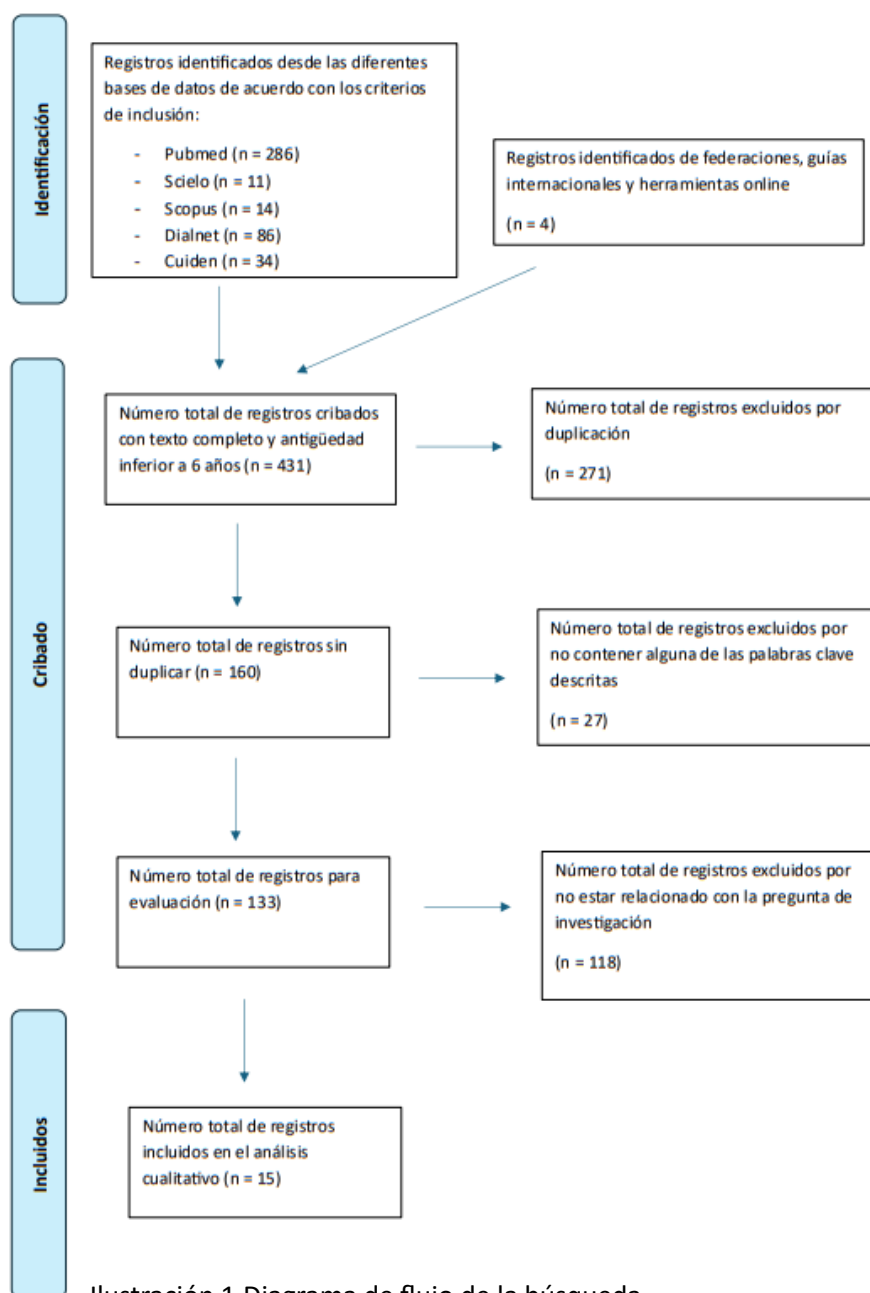 Identificación
Registros identificados desde las diferentes
bases de datos de acuerdo con los criterios
de inclusión:
- Pubmed (n = 286)
- Scielo (n = 11)
- Scopus (n = 14)
- Dialnet (n = 86)
- Cuiden (n = 34)
Registros identificados de federaciones, guías
internacionales y herramientas online
(n = 4)
Cribado
Número total de registros cribados
con texto completo y antigüedad
inferior a 6 años (n = 431)
Número total de registros excluidos por
duplicación
(n = 271)
Número total de registros sin
duplicar (n = 160)
Número total de registros excluidos por
no contener alguna de las palabras clave
descritas
(n = 27)
Número total de registros para
evaluación (n = 133)
Número total de registros excluidos por
no estar relacionado con la pregunta de
investigación
(n = 118)
Incluidos
Número total de registros
incluidos en el análisis
cualitativo (n = 15)
Ilustración 1 Diagrama de flujo de la búsqueda